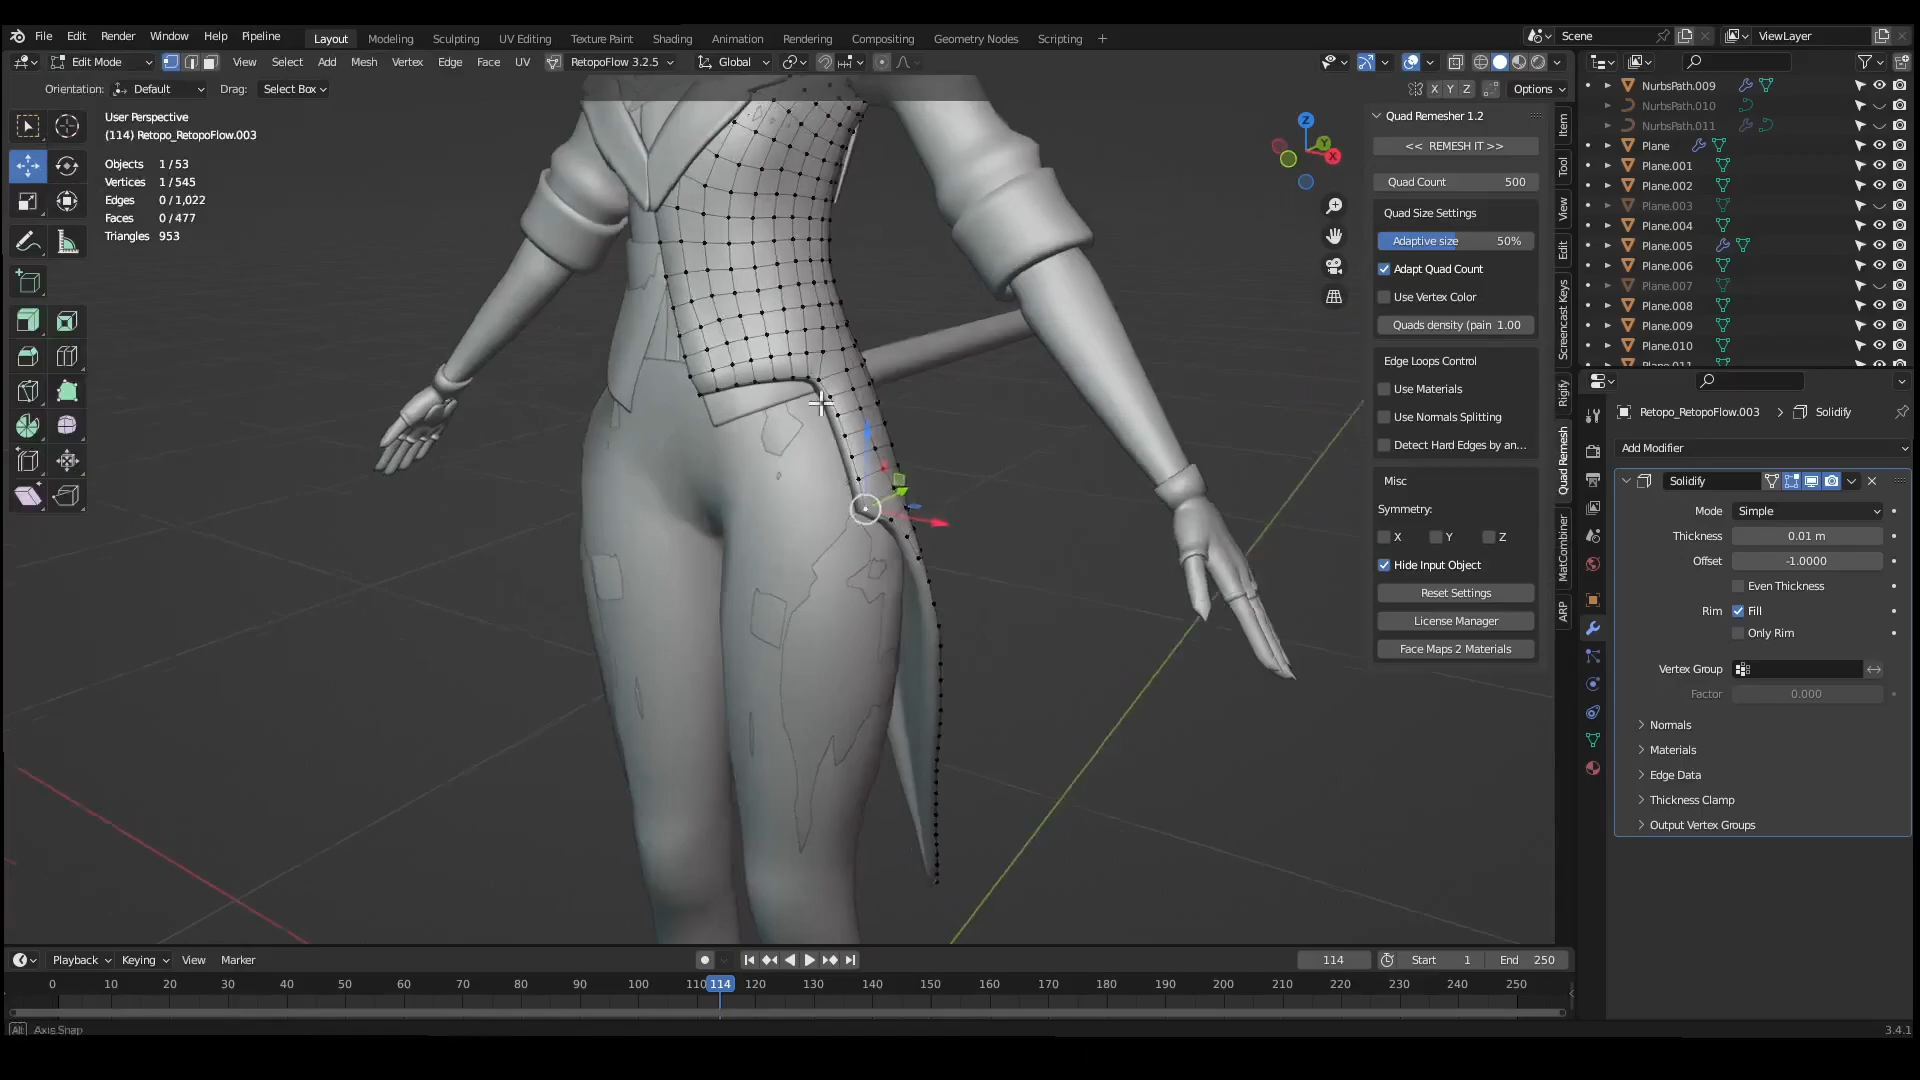 File Edit Render Window Help Pipeline Layout Modeling Sculpting UV Editing Texture Paint Shading Animation Rendering Compositing Geometry Nodes Scripting + Scene ViewLayer
Edit Mode View Select Add Mesh Vertex Edge Face UV RetopoFlow 3.2.5 Global
Orientation: Default Drag: Select Box X Y Z Options
User Perspective
(114) Retopo_RetopoFlow.003
Objects 1 / 53
Vertices 1 / 545
Edges 0 / 1,022
Faces 0 / 477
Triangles 953
Z
Y
X
Quad Remesher 1.2
<< REMESH IT >>
Quad Count 500
Quad Size Settings
Adaptive size 50%
Adapt Quad Count
Use Vertex Color
Quads density (pain 1.00
Edge Loops Control
Use Materials
Use Normals Splitting
Detect Hard Edges by an...
Misc
Symmetry:
X Y Z
Hide Input Object
Reset Settings
License Manager
Face Maps 2 Materials
Item
Tool
View
Edit
Screencast Keys
Rigify
Quad Remesh
MatCombiner
ARP
NurbsPath.009
NurbsPath.010
NurbsPath.011
Plane
Plane.001
Plane.002
Plane.003
Plane.004
Plane.005
Plane.006
Plane.007
Plane.008
Plane.009
Plane.010
Plane.011
Retopo_RetopoFlow.003 > Solidify
Add Modifier
Solidify
Mode Simple
Thickness 0.01 m
Offset -1.0000
Even Thickness
Rim Fill
Only Rim
Vertex Group
Factor 0.000
Normals
Materials
Edge Data
Thickness Clamp
Output Vertex Groups
Playback Keying View Marker 114 Start 1 End 250
0 10 20 30 40 50 60 70 80 90 100 110 114 120 130 140 150 160 170 180 190 200 210 220 230 240 250
Alt Axis Snap 3.4.1